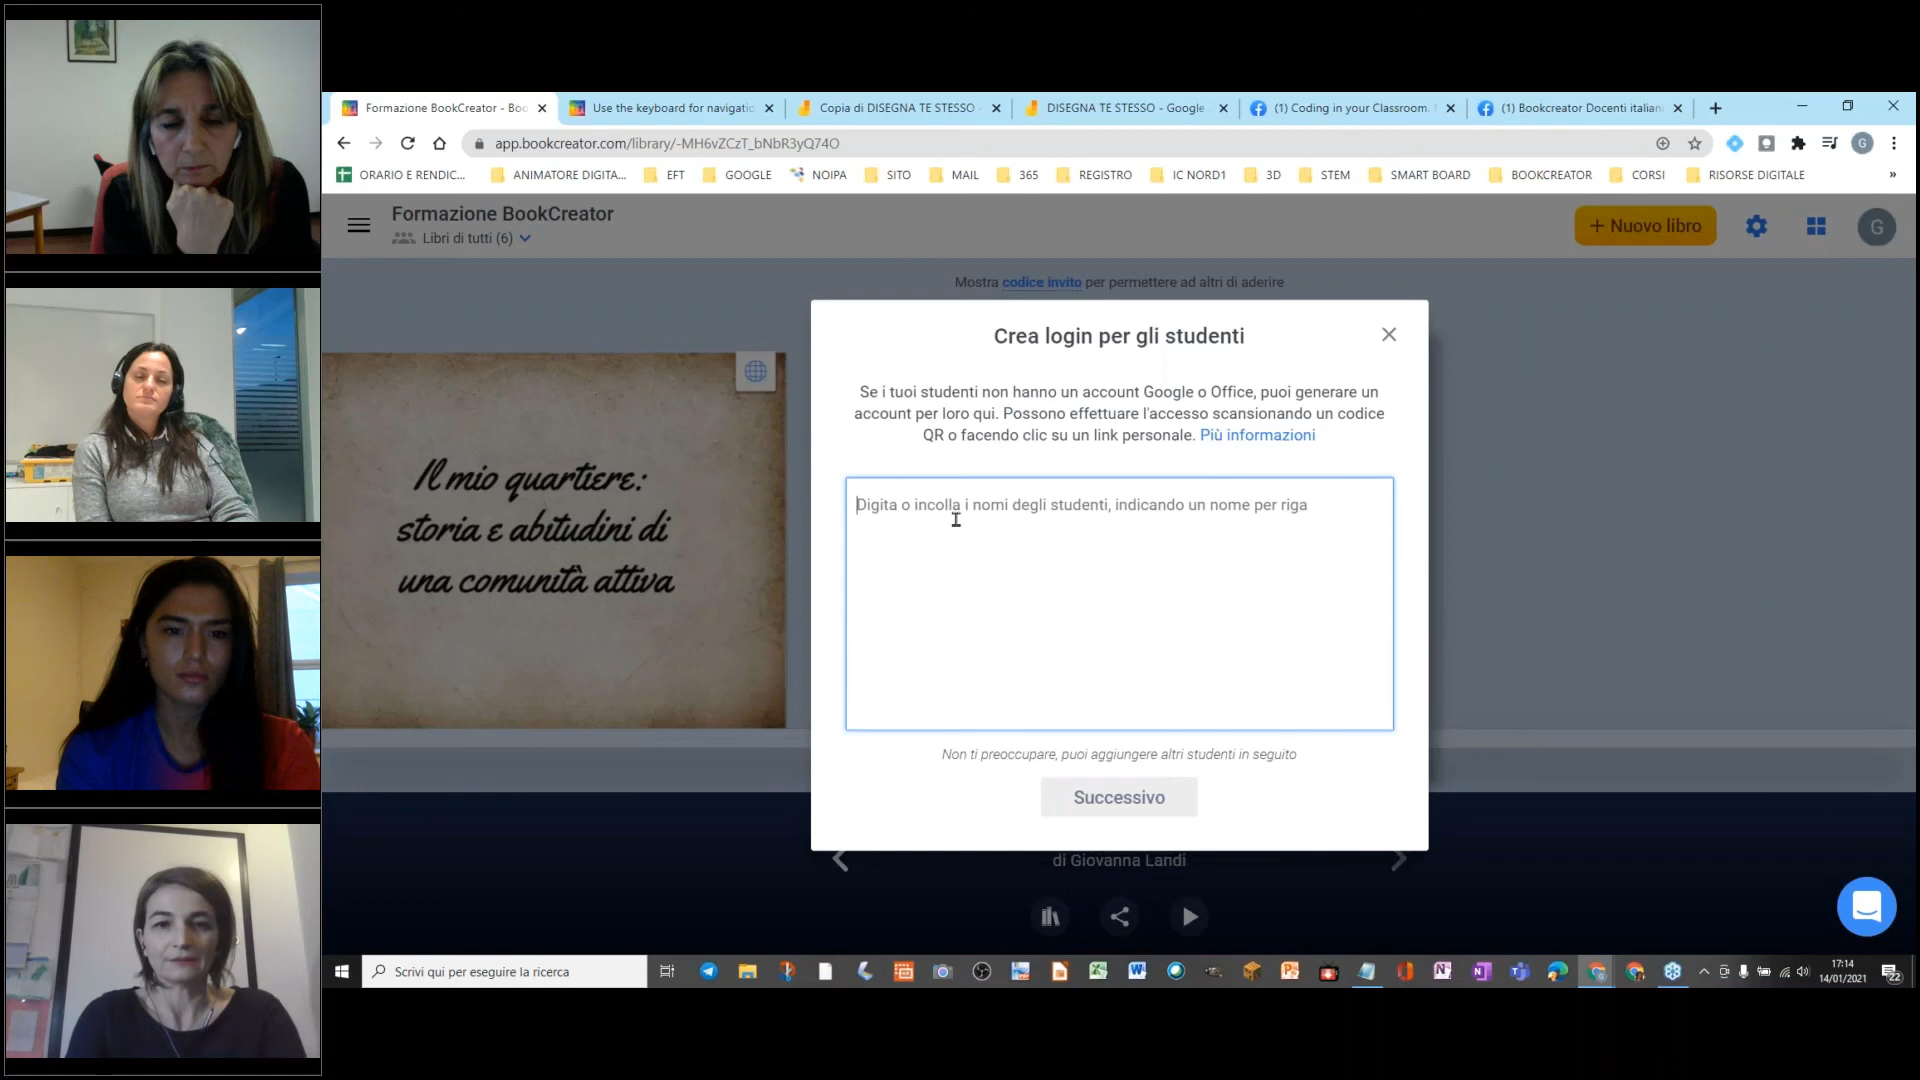 Formazione BookCreator - Boo
Use the keyboard for navigatio
Copia di DISEGNA TE STESSO -
DISEGNA TE STESSO - Google
(1) Coding in your Classroom,
(1) Bookcreator Docenti italian
app.bookcreator.com/library/-MH6vZCzT_bNbR3yQ74O
G
ORARIO E RENDIC...
ANIMATORE DIGITA...
EFT
GOOGLE
NOIPA
SITO
MAIL
365
REGISTRO
IC NORD1
3D
STEM
SMART BOARD
BOOKCREATOR
CORSI
RISORSE DIGITALE
»
Formazione BookCreator
Libri di tutti (6)
+ Nuovo libro
G
Mostra codice invito per permettere ad altri di aderire
Il mio quartiere:
storia e abitudini di
una comunità attiva
Crea login per gli studenti
Se i tuoi studenti non hanno un account Google o Office, puoi generare un
account per loro qui. Possono effettuare l'accesso scansionando un codice
QR o facendo clic su un link personale. Più informazioni
Digita o incolla i nomi degli studenti, indicando un nome per riga
Non ti preoccupare, puoi aggiungere altri studenti in seguito
Successivo
di Giovanna Landi
Scrivi qui per eseguire la ricerca
17:14
14/01/2021
22